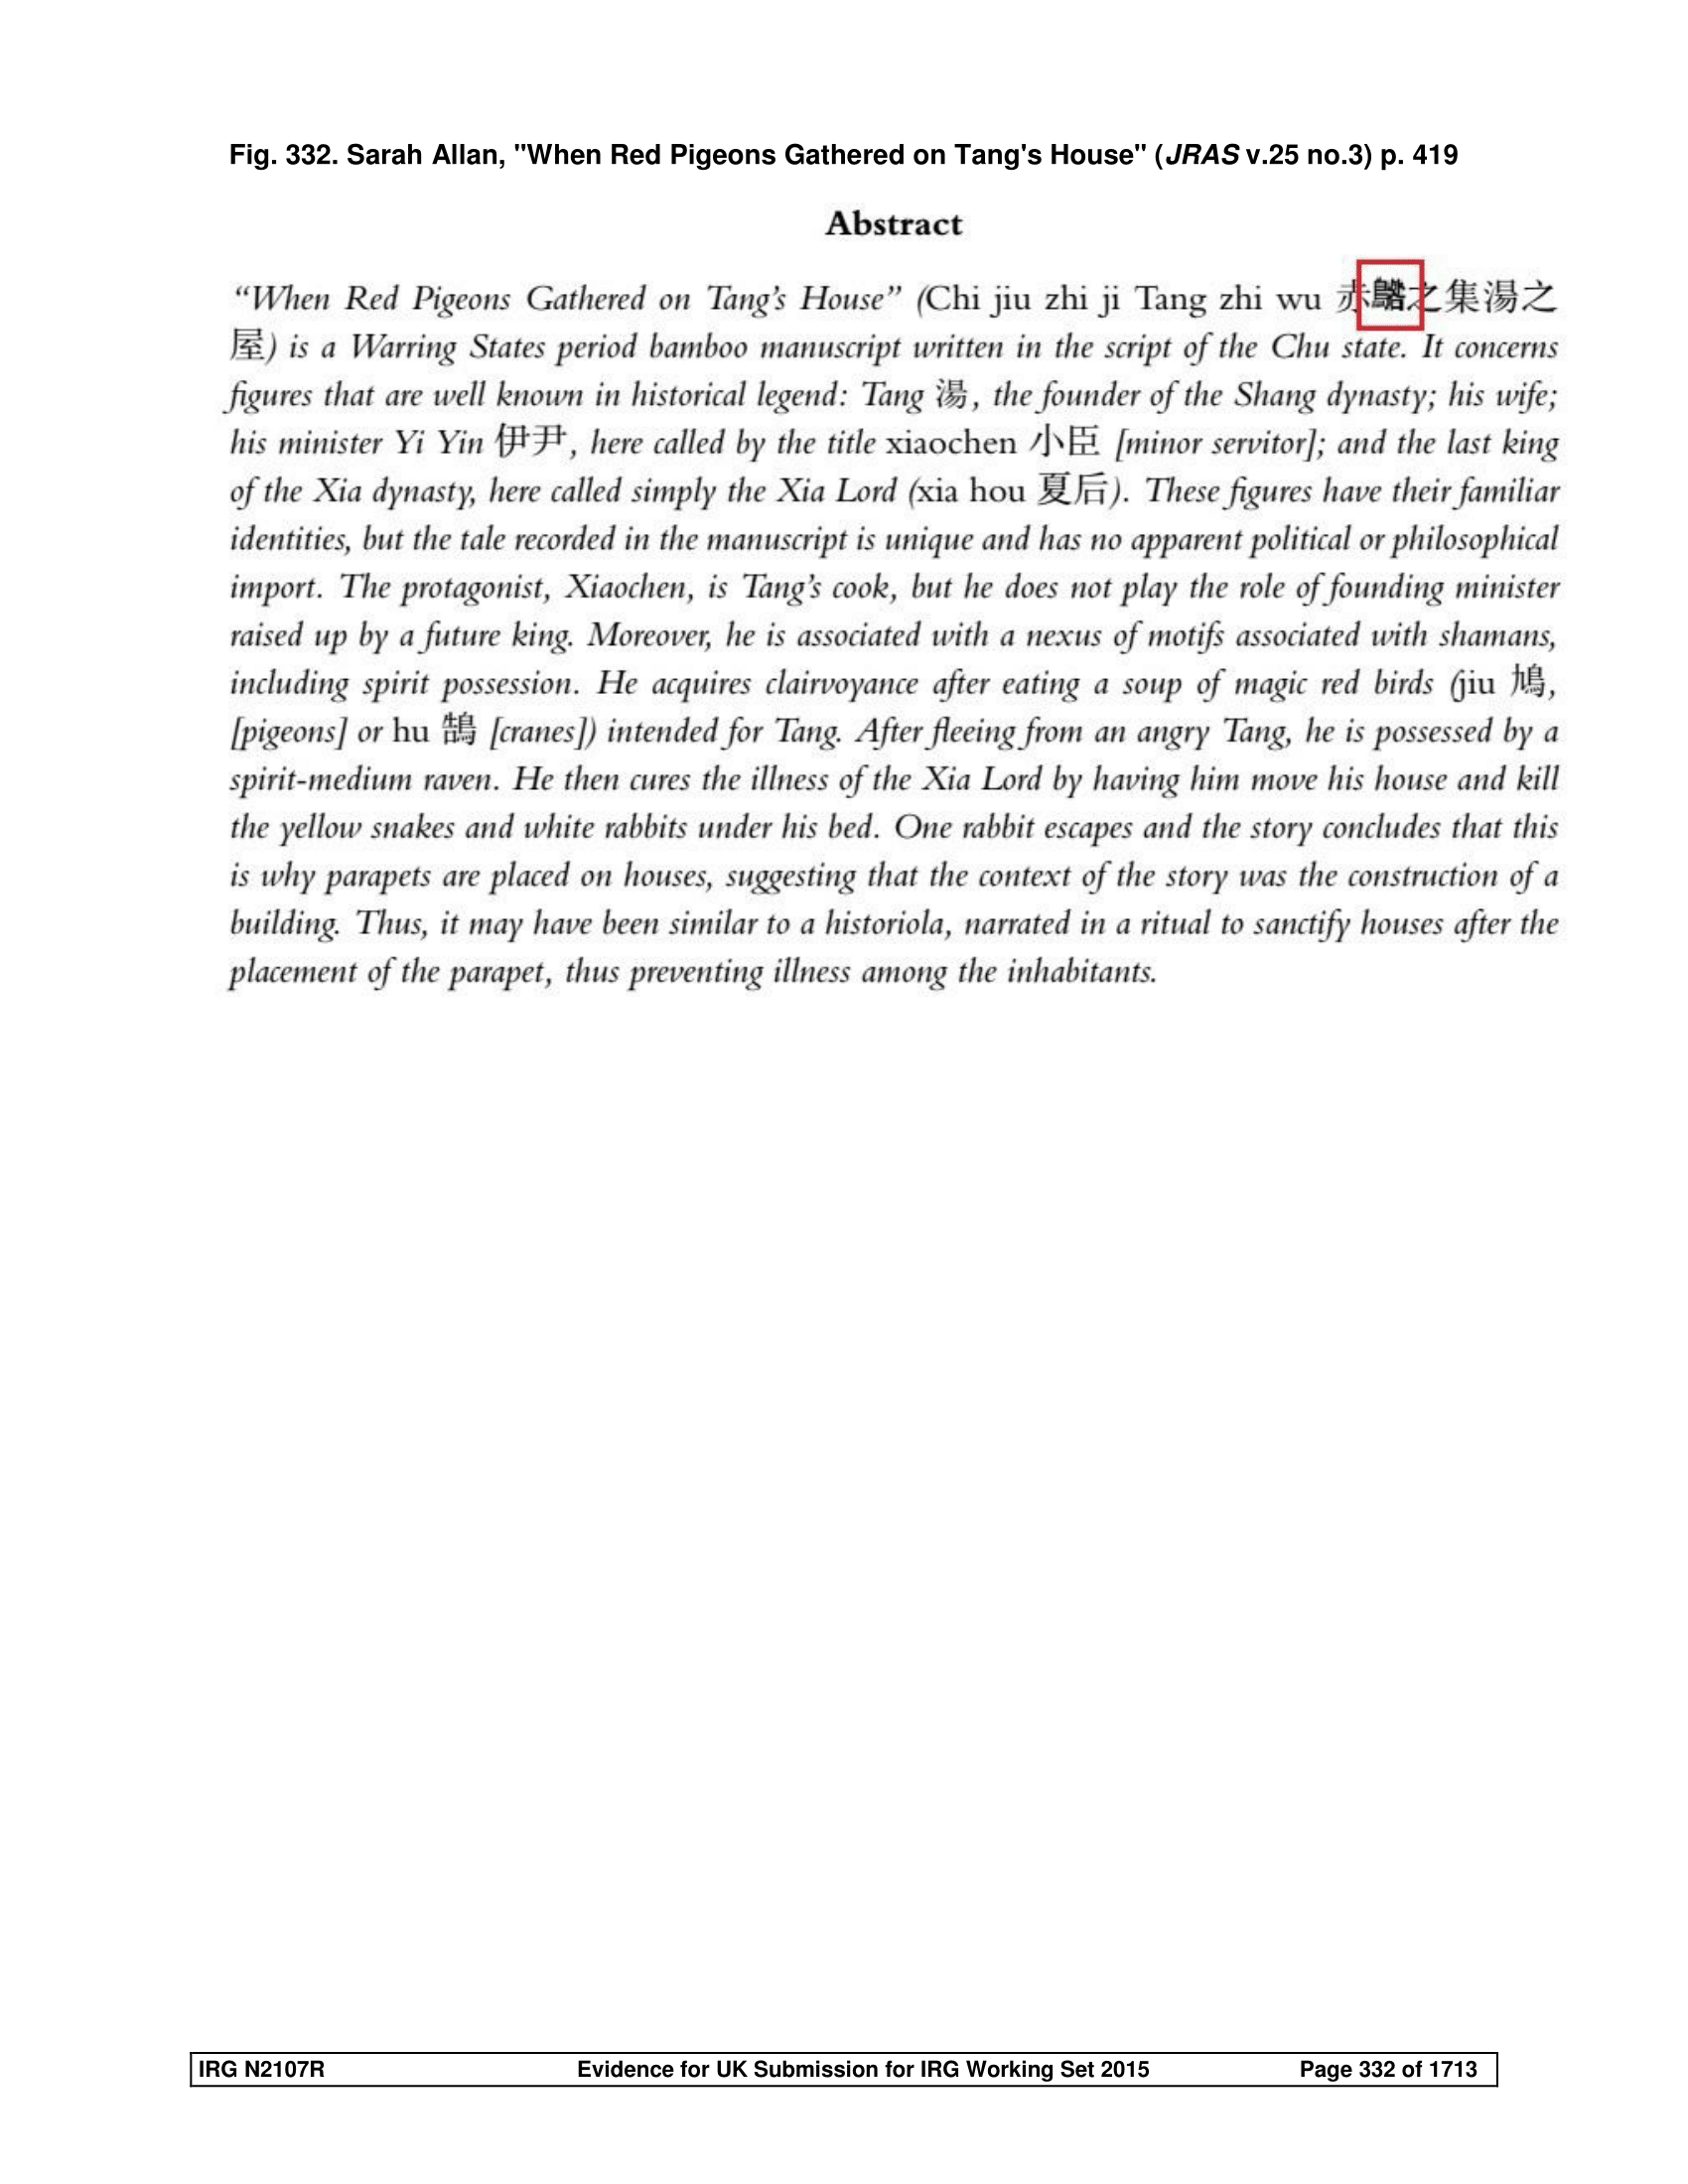 Fig. 332. Sarah Allan, "When Red Pigeons Gathered on Tang's House" (JRAS v.25 no.3) p. 419
Abstract
“When Red Pigeons Gathered on Tang’s House” (Chi jiu zhi ji Tang zhi wu 赤之集湯之
屋) is a Warring States period bamboo manuscript written in the script of the Chu state. It concerns
figures that are well known in historical legend: Tang 湯, the founder of the Shang dynasty; his wife;
his minister Yi Yin 伊尹, here called by the title xiaochen 小臣 [minor servitor]; and the last king
of the Xia dynasty, here called simply the Xia Lord (xia hou 夏后). These figures have their familiar
identities, but the tale recorded in the manuscript is unique and has no apparent political or philosophical
import. The protagonist, Xiaochen, is Tang’s cook, but he does not play the role of founding minister
raised up by a future king. Moreover, he is associated with a nexus of motifs associated with shamans,
including spirit possession. He acquires clairvoyance after eating a soup of magic red birds (jiu 鳩,
[pigeons] or hu 鵠 [cranes]) intended for Tang. After fleeing from an angry Tang, he is possessed by a
spirit-medium raven. He then cures the illness of the Xia Lord by having him move his house and kill
the yellow snakes and white rabbits under his bed. One rabbit escapes and the story concludes that this
is why parapets are placed on houses, suggesting that the context of the story was the construction of a
building. Thus, it may have been similar to a historiola, narrated in a ritual to sanctify houses after the
placement of the parapet, thus preventing illness among the inhabitants.
IRG N2107R Evidence for UK Submission for IRG Working Set 2015 Page 332 of 1713